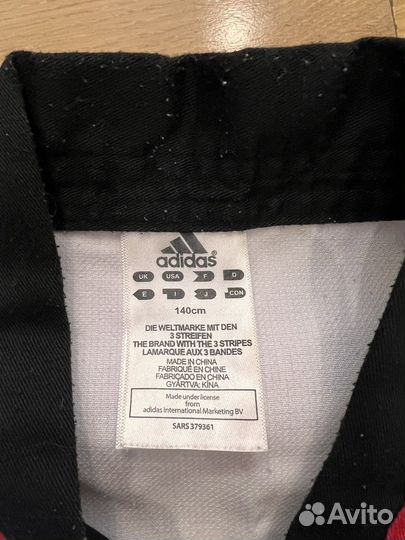 adidas
UK USA F D
E I J CDN
140cm
DIE WELTMARKE MIT DEN
3 STREIFEN
THE BRAND WITH THE 3 STRIPES
LAMARQUE AUX 3 BANDES
MADE IN CHINA
FABRIQUÉ EN CHINE
FABRICADO EN CHINA
GYÁRTVA: KÍNA
Made under license
from
adidas International Marketing BV
SARS 379361
Avito